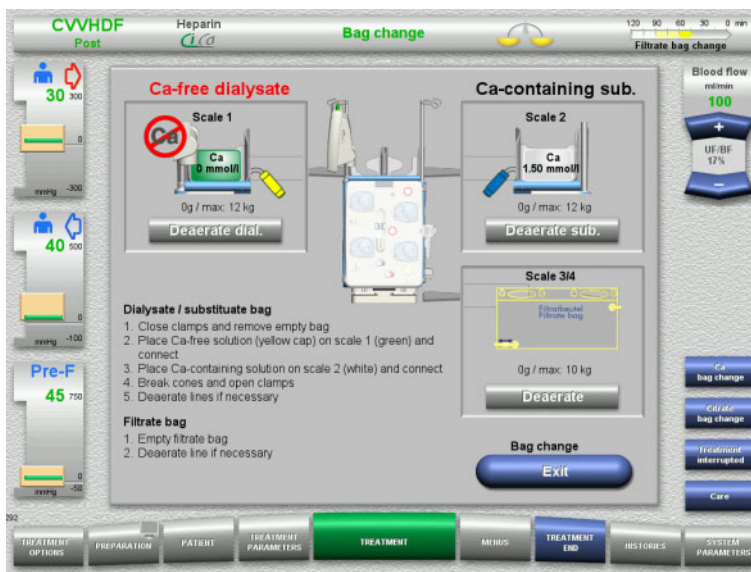 CVVHDF
Post
Heparin
CiCa
Bag change
120 90 60 30 0 min
Filtrate bag change
30 300
0
mmHg -300
40 500
0
mmHg -100
Pre-F
45 750
0
mmHg -50
Ca-free dialysate
Scale 1
Ca
Ca
0 mmol/l
0g / max: 12 kg
Deaerate dial.
Ca-containing sub.
Scale 2
Ca
1.50 mmol/l
0g / max: 12 kg
Deaerate sub.
Scale 3/4
Filtratbeutel
Filtrate bag
0g / max: 10 kg
Deaerate
Dialysate / substituate bag
1. Close clamps and remove empty bag
2. Place Ca-free solution (yellow cap) on scale 1 (green) and
connect
3. Place Ca-containing solution on scale 2 (white) and connect
4. Break cones and open clamps
5. Deaerate lines if necessary
Filtrate bag
1. Empty filtrate bag
2. Deaerate line if necessary
Bag change
Exit
Blood flow
ml/min
100
+
UF/BF
17%
–
Ca
bag change
Citrate
bag change
Treatment
interrupted
Care
292
TREATMENT
OPTIONS
PREPARATION
PATIENT
TREATMENT
PARAMETERS
TREATMENT
MENUS
TREATMENT
END
HISTORIES
SYSTEM
PARAMETERS